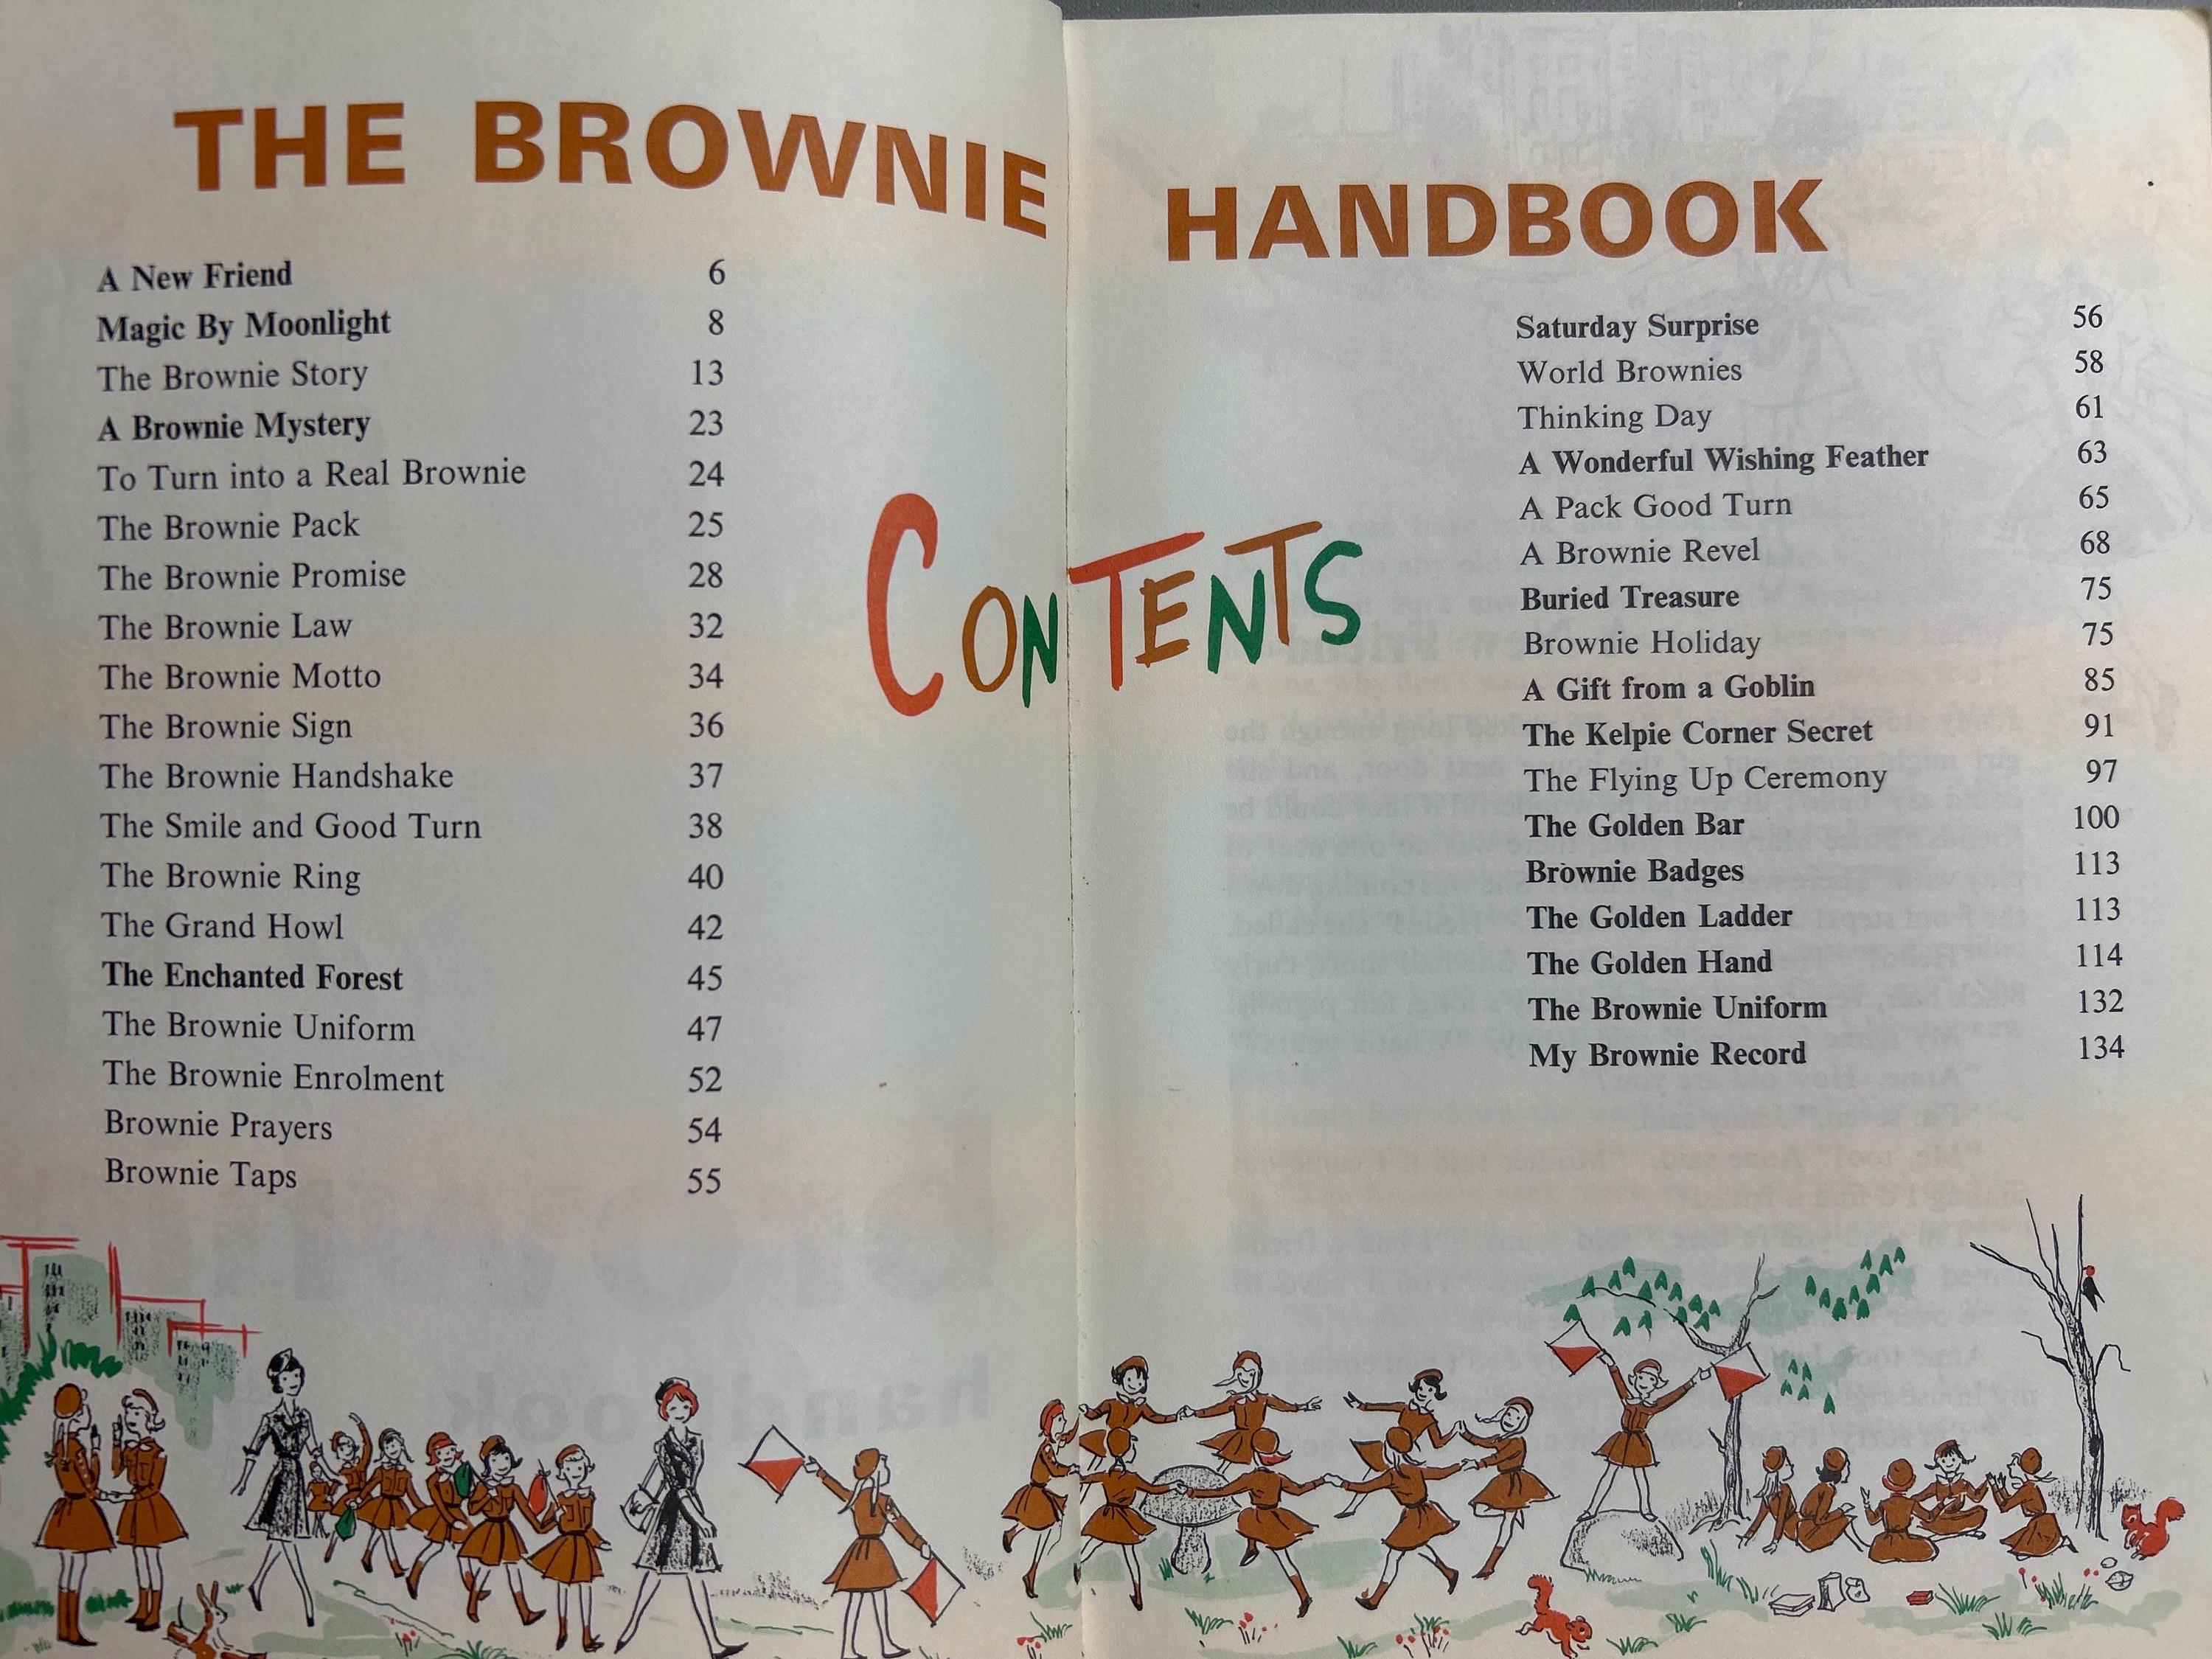 THE BROWNIE HANDBOOK
CONTENTS
A New Friend 6
Magic By Moonlight 8
The Brownie Story 13
A Brownie Mystery 23
To Turn into a Real Brownie 24
The Brownie Pack 25
The Brownie Promise 28
The Brownie Law 32
The Brownie Motto 34
The Brownie Sign 36
The Brownie Handshake 37
The Smile and Good Turn 38
The Brownie Ring 40
The Grand Howl 42
The Enchanted Forest 45
The Brownie Uniform 47
The Brownie Enrolment 52
Brownie Prayers 54
Brownie Taps 55
Saturday Surprise 56
World Brownies 58
Thinking Day 61
A Wonderful Wishing Feather 63
A Pack Good Turn 65
A Brownie Revel 68
Buried Treasure 75
Brownie Holiday 75
A Gift from a Goblin 85
The Kelpie Corner Secret 91
The Flying Up Ceremony 97
The Golden Bar 100
Brownie Badges 113
The Golden Ladder 113
The Golden Hand 114
The Brownie Uniform 132
My Brownie Record 134